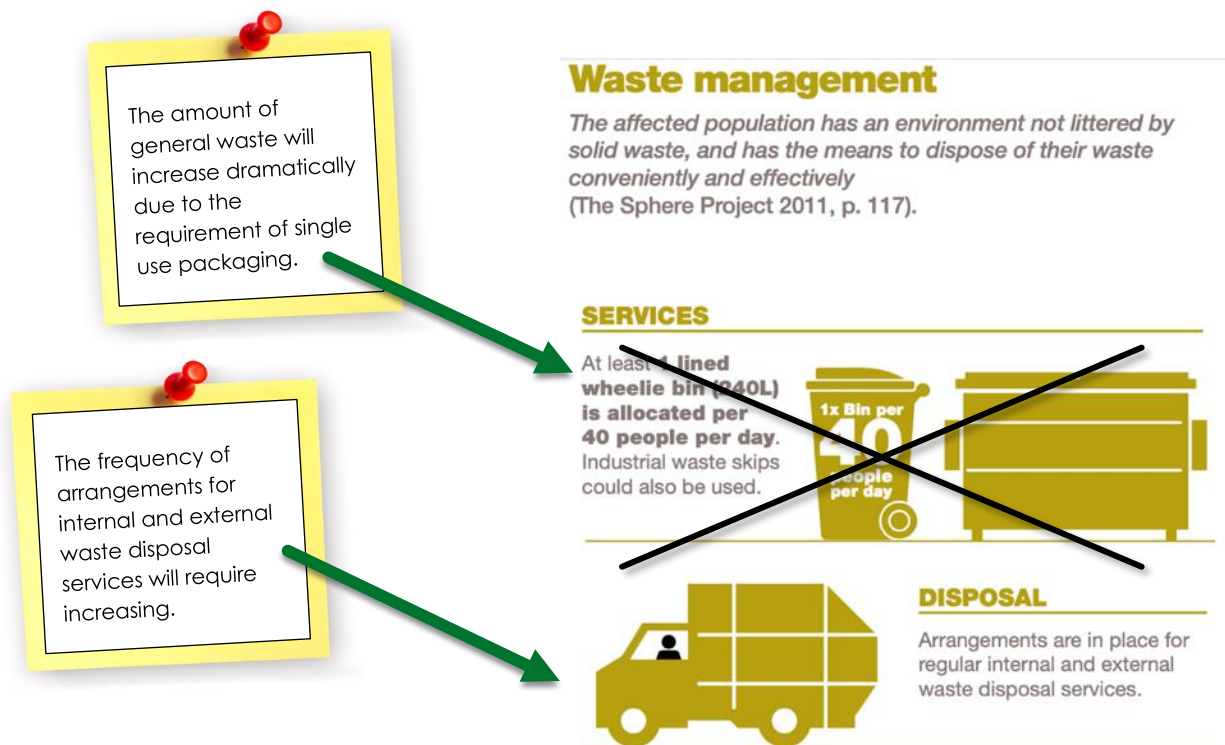 The amount of
general waste will
increase dramatically
due to the
requirement of single
use packaging.
The frequency of
arrangements for
internal and external
waste disposal
services will require
increasing.
Waste management
The affected population has an environment not littered by
solid waste, and has the means to dispose of their waste
conveniently and effectively
(The Sphere Project 2011, p. 117).
SERVICES
At least 1 lined
wheelie bin (240L)
is allocated per
40 people per day.
Industrial waste skips
could also be used.
1x Bin per
40
people
per day
DISPOSAL
Arrangements are in place for
regular internal and external
waste disposal services.